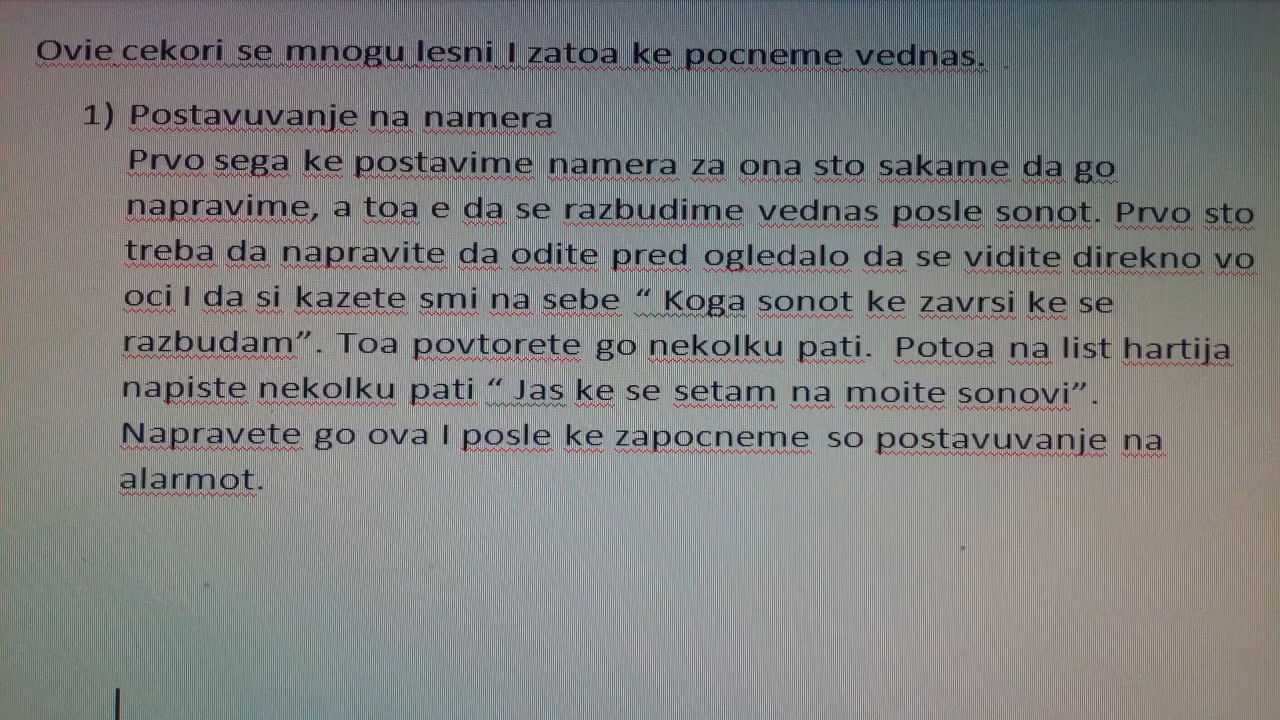 Ovie cekori se mnogu lesni I zatoa ke pocneme vednas.
1) Postavuvanje na namera
Prvo sega ke postavime namera za ona sto sakame da go
napravime, a toa e da se razbudime vednas posle sonot. Prvo sto
treba da napravite da odite pred ogledalo da se vidite direkno vo
oci I da si kazete smi na sebe “ Koga sonot ke zavrsi ke se
razbudam”. Toa povtorete go nekolku pati. Potoa na list hartija
napiste nekolku pati “ Jas ke se setam na moite sonovi”.
Napravete go ova I posle ke zapocneme so postavuvanje na
alarmot.